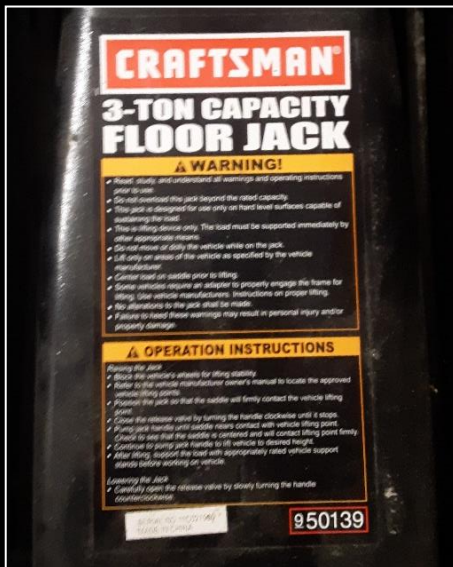 CRAFTSMAN®
3-TON CAPACITY
FLOOR JACK
⚠ WARNING!
✓ Read, study, and understand all warnings and operating instructions
prior to use.
✓ Do not overload this jack beyond the rated capacity.
✓ This jack is designed for use only on hard level surfaces capable of
sustaining the load.
✓ This is lifting device only. The load must be supported immediately by
other appropriate means.
✓ Do not move or dolly the vehicle while on the jack.
✓ Lift only on areas of the vehicle as specified by the vehicle
manufacturer.
✓ Center load on saddle prior to lifting.
✓ Some vehicles require an adapter to properly engage the frame for
lifting. Use vehicle manufacturers. Instructions on proper lifting.
✓ No alterations to the jack shall be made.
✓ Failure to heed these warnings may result in personal injury and/or
property damage.
⚠ OPERATION INSTRUCTIONS
Raising the Jack
✓ Block the vehicle's wheels for lifting stability.
✓ Refer to the vehicle manufacturer owner's manual to locate the approved
vehicle lifting points.
✓ Position the jack so that the saddle will firmly contact the vehicle lifting
point.
✓ Close the release valve by turning the handle clockwise until it stops.
✓ Pump jack handle until saddle nears contact with vehicle lifting point.
Check to see that the saddle is centered and will contact lifting point firmly.
✓ Continue to pump jack handle to lift vehicle to desired height.
✓ After lifting, support the load with appropriately rated vehicle support
stands before working on vehicle.
Lowering the Jack
✓ Carefully open the release valve by slowly turning the handle
counterclockwise.
SERIAL NO
MADE IN CHINA
950139